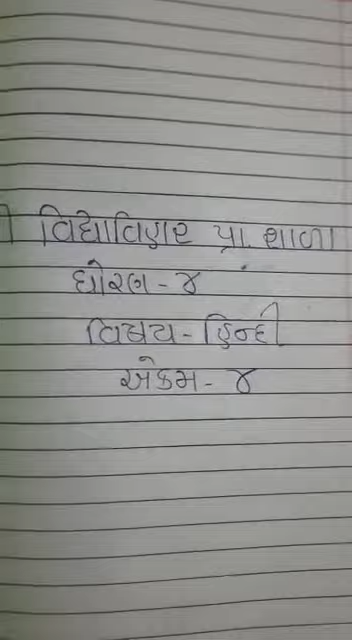 ી વિદ્યાવિહાર પ્રા. શાળા
ધોરણ - ૪
વિષય - હિન્દી
એકમ - ૪